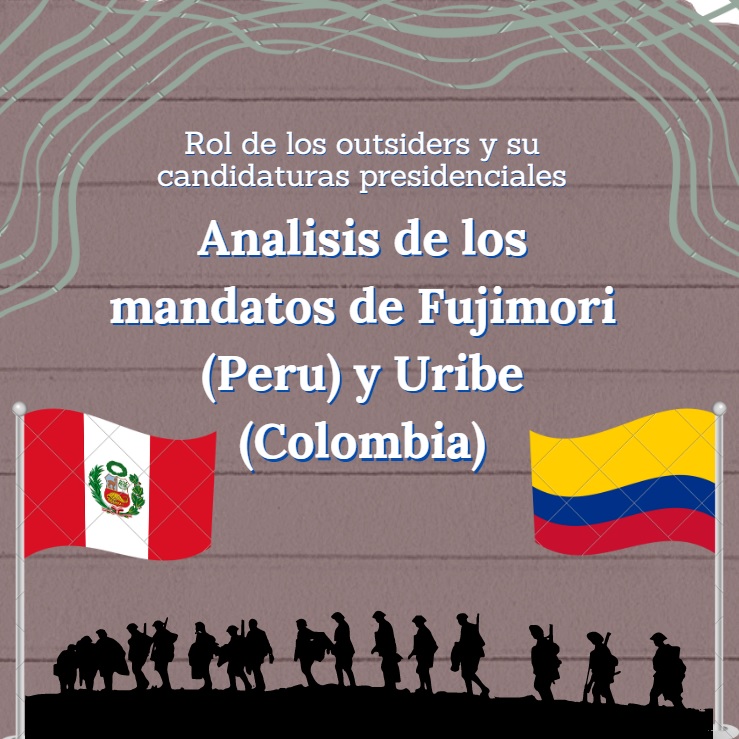 Rol de los outsiders y su
candidaturas presidenciales
Analisis de los
mandatos de Fujimori
(Peru) y Uribe
(Colombia)